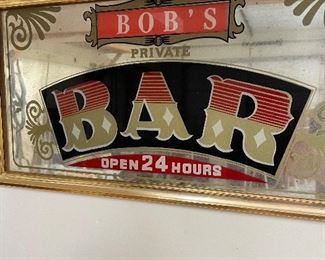 BOB'S
PRIVATE
BAR
OPEN 24 HOURS